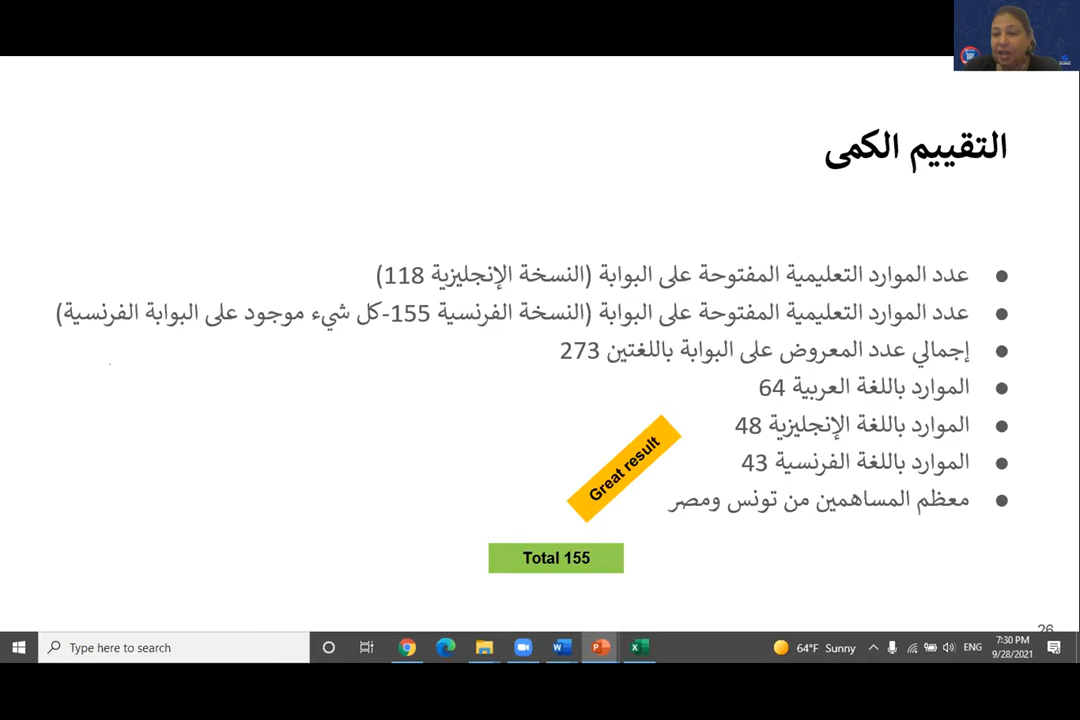 التقييم الكمى
عدد الموارد التعليمية المفتوحة على البوابة (النسخة الإنجليزية 118)
عدد الموارد التعليمية المفتوحة على البوابة (النسخة الفرنسية 155-كل شيء موجود على البوابة الفرنسية)
إجمالي عدد المعروض على البوابة باللغتين 273
الموارد باللغة العربية 64
الموارد باللغة الإنجليزية 48
الموارد باللغة الفرنسية 43
معظم المساهمين من تونس ومصر
Great result
Total 155
26
Type here to search
64°F Sunny
ENG
7:30 PM
9/28/2021